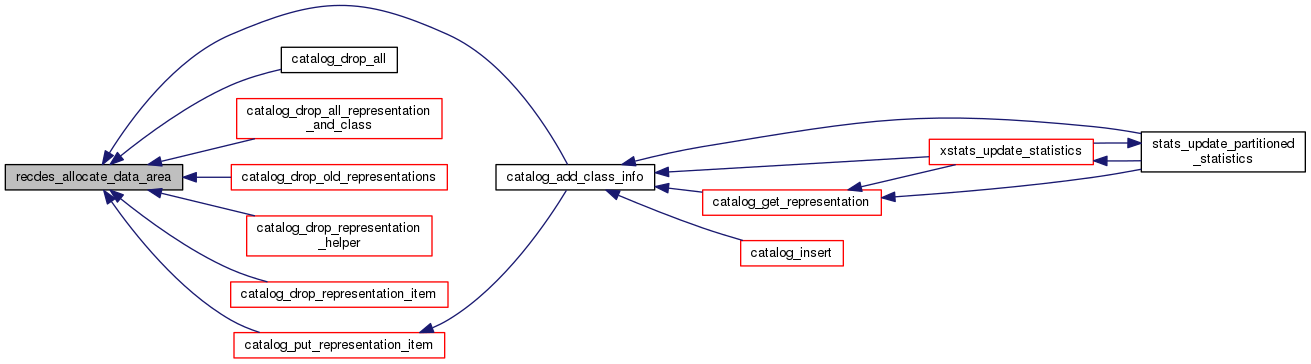 recdes_allocate_data_area
catalog_drop_all
catalog_drop_all_representation
_and_class
catalog_drop_old_representations
catalog_drop_representation
_helper
catalog_drop_representation_item
catalog_put_representation_item
catalog_add_class_info
xstats_update_statistics
catalog_get_representation
catalog_insert
stats_update_partitioned
_statistics